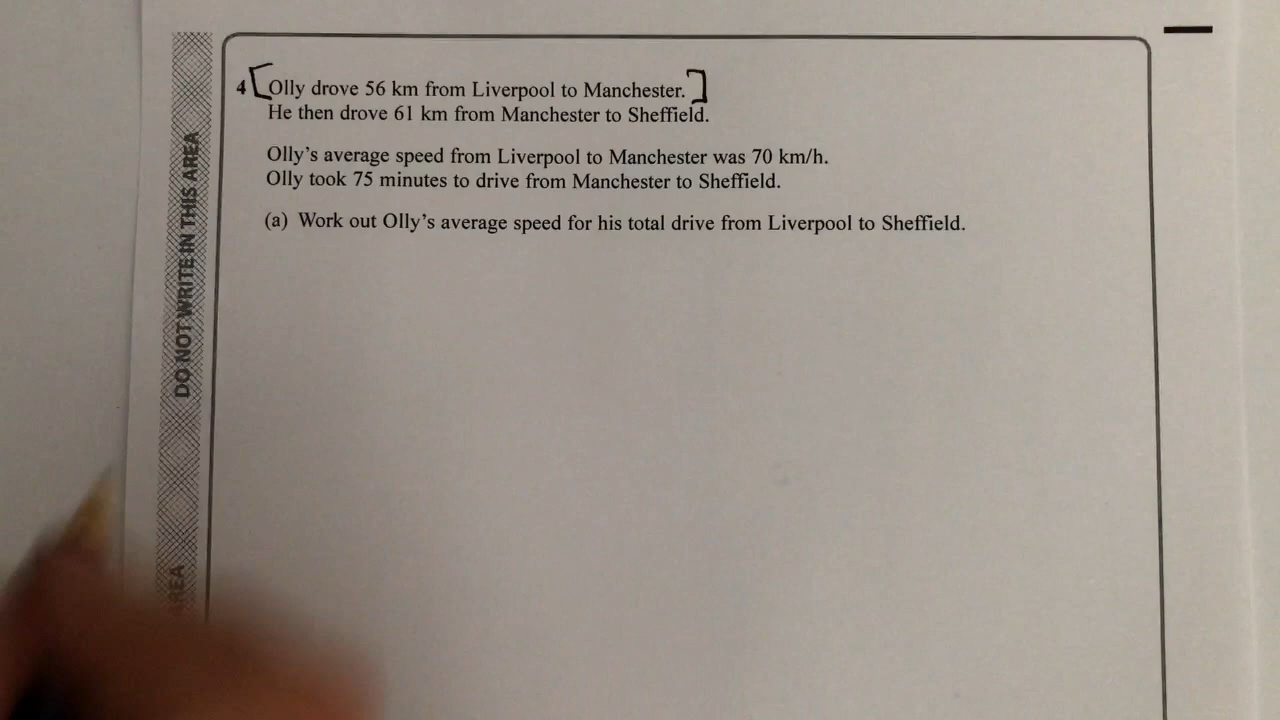 4 [Olly drove 56 km from Liverpool to Manchester.]
He then drove 61 km from Manchester to Sheffield.
Olly's average speed from Liverpool to Manchester was 70 km/h.
Olly took 75 minutes to drive from Manchester to Sheffield.
(a) Work out Olly's average speed for his total drive from Liverpool to Sheffield.
DO NOT WRITE IN THIS AREA
REA